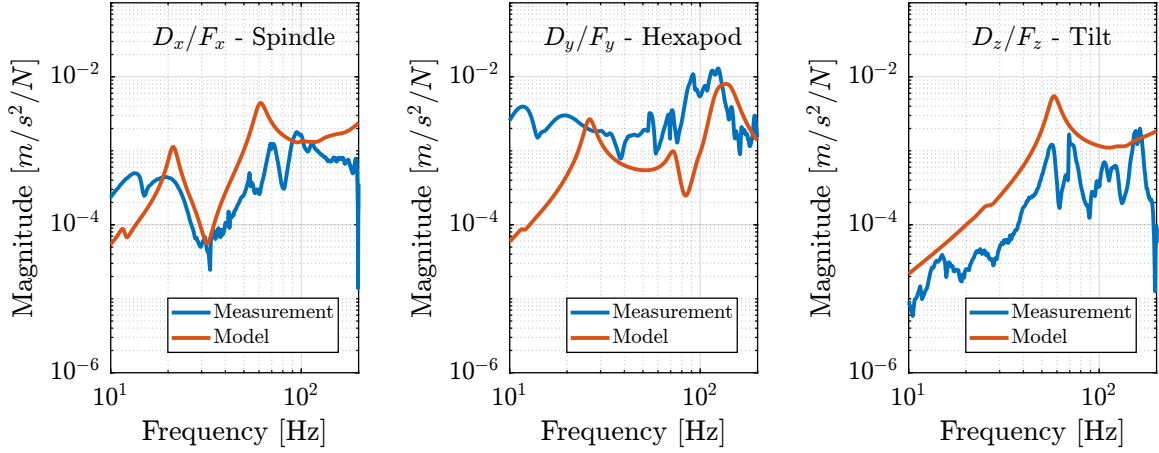 D_x/F_x - Spindle
Magnitude [m/s^2/N]
10^{-2}
10^{-4}
10^{-6}
Measurement
Model
10^1
10^2
Frequency [Hz]
D_y/F_y - Hexapod
Magnitude [m/s^2/N]
10^{-2}
10^{-4}
10^{-6}
Measurement
Model
10^1
10^2
Frequency [Hz]
D_z/F_z - Tilt
Magnitude [m/s^2/N]
10^{-2}
10^{-4}
10^{-6}
Measurement
Model
10^1
10^2
Frequency [Hz]